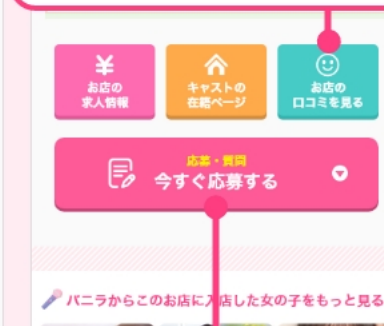 ¥
お店の
求人情報
キャストの
在籍ページ
お店の
口コミを見る
応募・質問
今すぐ応募する
バニラからこのお店に入店した女の子をもっと見る